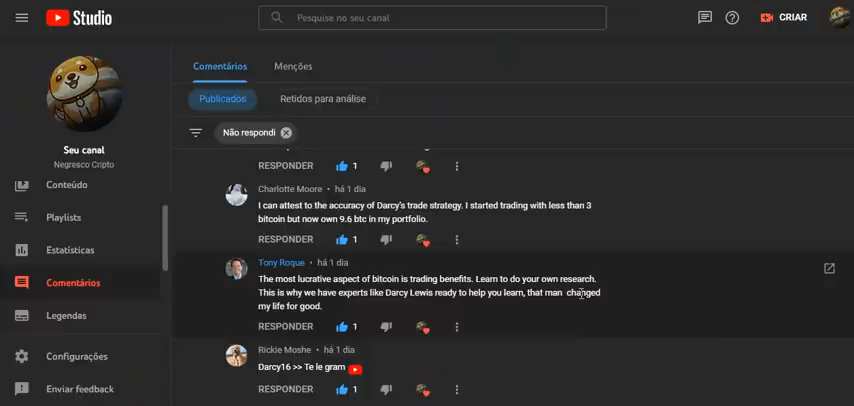 Studio
Pesquise no seu canal
CRIAR
Comentários
Menções
Publicados
Retidos para análise
Não respondi
Seu canal
Negresco Cripto
Conteúdo
Playlists
Estatísticas
Comentários
Legendas
Configurações
Enviar feedback
RESPONDER 1
Charlotte Moore • há 1 dia
I can attest to the accuracy of Darcy's trade strategy. I started trading with less than 3
bitcoin but now own 9.6 btc in my portfolio.
RESPONDER 1
Tony Roque • há 1 dia
The most lucrative aspect of bitcoin is trading benefits. Learn to do your own research.
This is why we have experts like Darcy Lewis ready to help you learn, that man changed
my life for good.
RESPONDER 1
Rickie Moshe • há 1 dia
Darcy16 >> Te le gram
RESPONDER 1